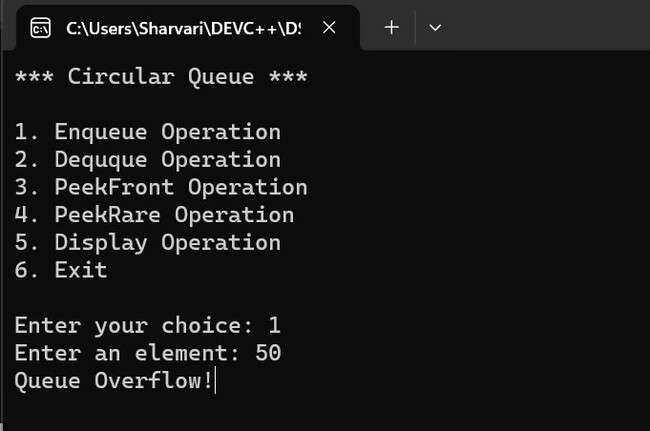 C:\Users\Sharvari\DEVC++\DS
*** Circular Queue ***
1. Enqueue Operation
2. Dequque Operation
3. PeekFront Operation
4. PeekRare Operation
5. Display Operation
6. Exit
Enter your choice: 1
Enter an element: 50
Queue Overflow!